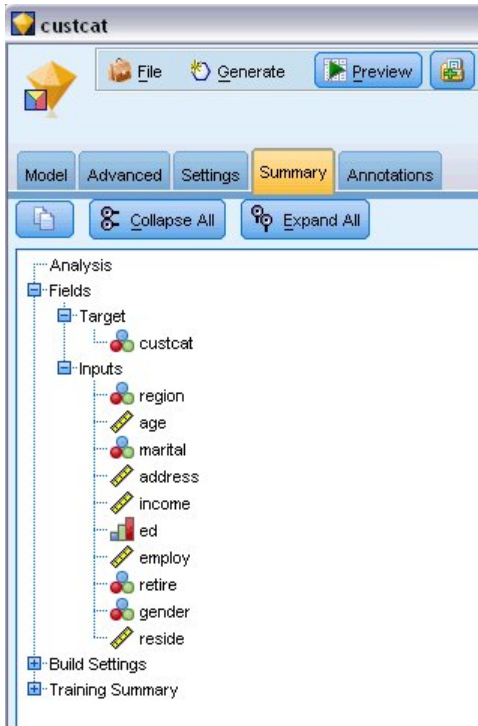 custcat
File Generate Preview
Model Advanced Settings Summary Annotations
Collapse All Expand All
Analysis
Fields
Target
custcat
Inputs
region
age
marital
address
income
ed
employ
retire
gender
reside
Build Settings
Training Summary